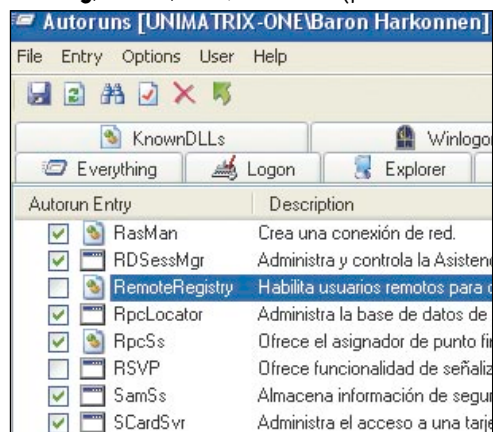 Autoruns [UNIMATRIX-ONE\Baron Harkonnen]
File Entry Options User Help
KnownDLLs Winlogo
Everything Logon Explorer
Autorun Entry Description
RasMan Crea una conexión de red.
RDSessMgr Administra y controla la Asisten
RemoteRegistry Habilita usuarios remotos para
RpcLocator Administra la base de datos de
RpcSs Ofrece el asignador de punto fi
RSVP Ofrece funcionalidad de señaliz
SamSs Almacena información de segu
SCardSvr Administra el acceso a una tarje